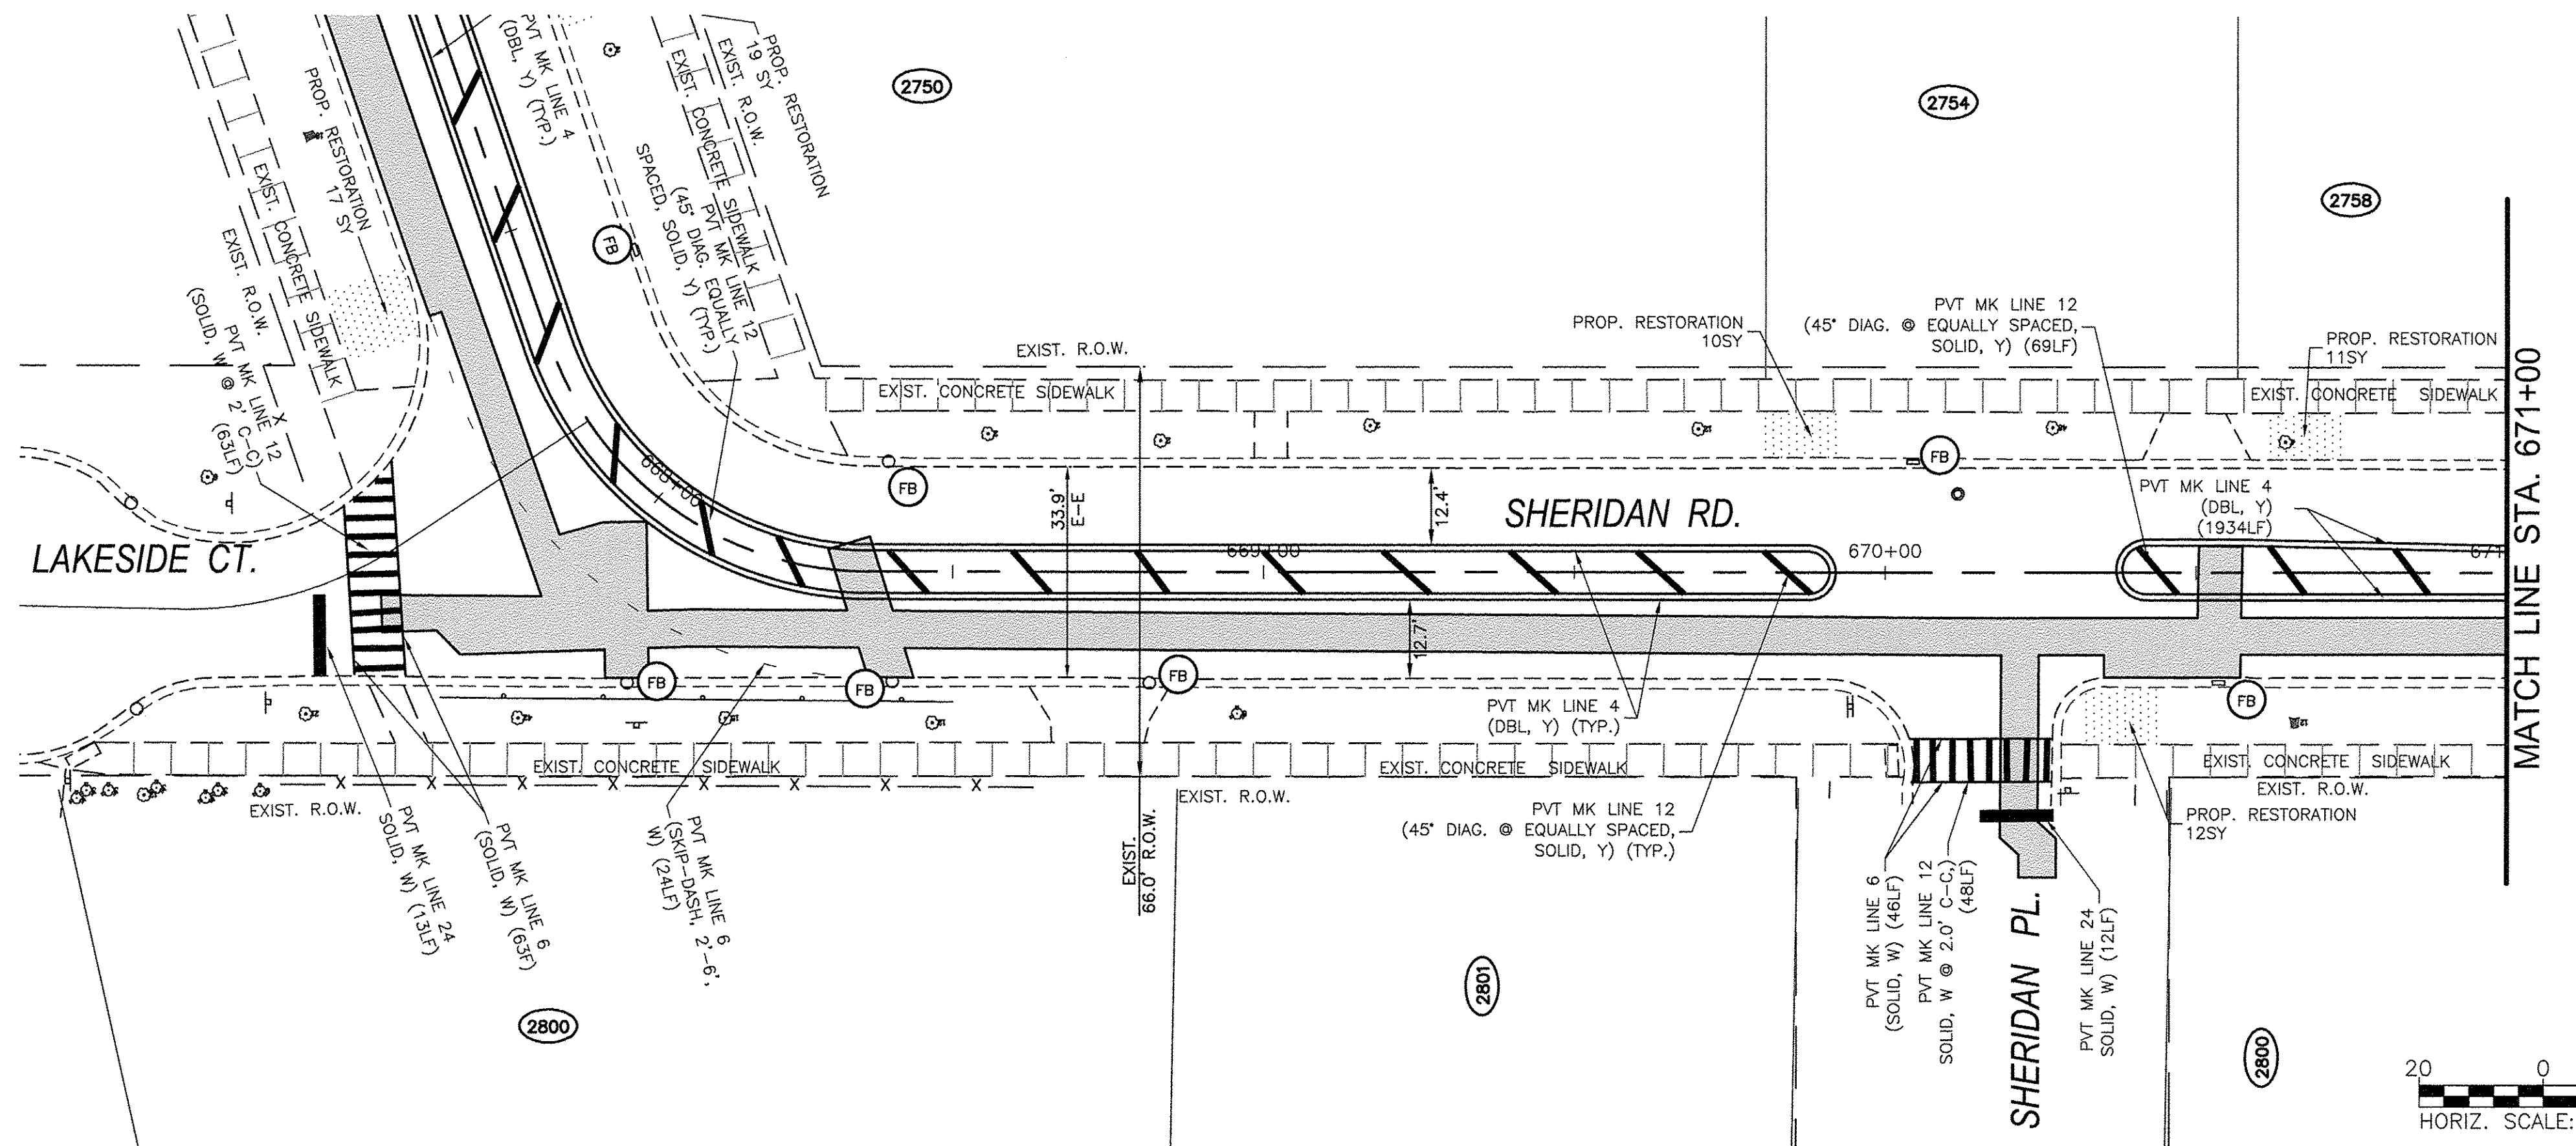 PVT MK LINE 4
(DBL, Y) (TYP.)
PROP. RESTORATION
19 SY
EXIST. R.O.W.
EXIST. CONCRETE SIDEWALK
PROP. RESTORATION
17 SY
EXIST. CONCRETE SIDEWALK
EXIST. R.O.W.
PVT MK LINE 12
(SOLID, W @ 2' C-C)
(63LF)
PVT MK LINE 12
(45° DIAG. EQUALLY
SPACED, SOLID, Y) (TYP.)
FB
2750
2754
2758
EXIST. R.O.W.
EXIST. CONCRETE SIDEWALK
PROP. RESTORATION
10SY
PVT MK LINE 12
(45° DIAG. @ EQUALLY SPACED,
SOLID, Y) (69LF)
PROP. RESTORATION
11SY
EXIST. CONCRETE SIDEWALK
FB
FB
PVT MK LINE 4
(DBL, Y)
(1934LF)
SHERIDAN RD.
LAKESIDE CT.
668+00
669+00
670+00
671
33.9'
E-E
12.4'
12.7'
MATCH LINE STA. 671+00
FB
FB
FB
FB
PVT MK LINE 4
(DBL, Y) (TYP.)
X
EXIST. CONCRETE SIDEWALK
EXIST. CONCRETE SIDEWALK
EXIST. CONCRETE SIDEWALK
X X X X X X X X
EXIST. R.O.W.
EXIST. R.O.W.
EXIST. R.O.W.
PROP. RESTORATION
12SY
PVT MK LINE 12
(45° DIAG. @ EQUALLY SPACED,
SOLID, Y) (TYP.)
EXIST.
66.0' R.O.W.
PVT MK LINE 24
SOLID, W) (13LF)
PVT MK LINE 6
(SOLID, W) (63F)
PVT MK LINE 6
(SKIP-DASH, 2'-6',
W) (24LF)
PVT MK LINE 6
(SOLID, W) (46LF)
PVT MK LINE 12
SOLID, W @ 2.0' C-C,)
(48LF)
SHERIDAN PL.
PVT MK LINE 24
SOLID, W) (12LF)
2800
2801
2800
20 0
HORIZ. SCALE: